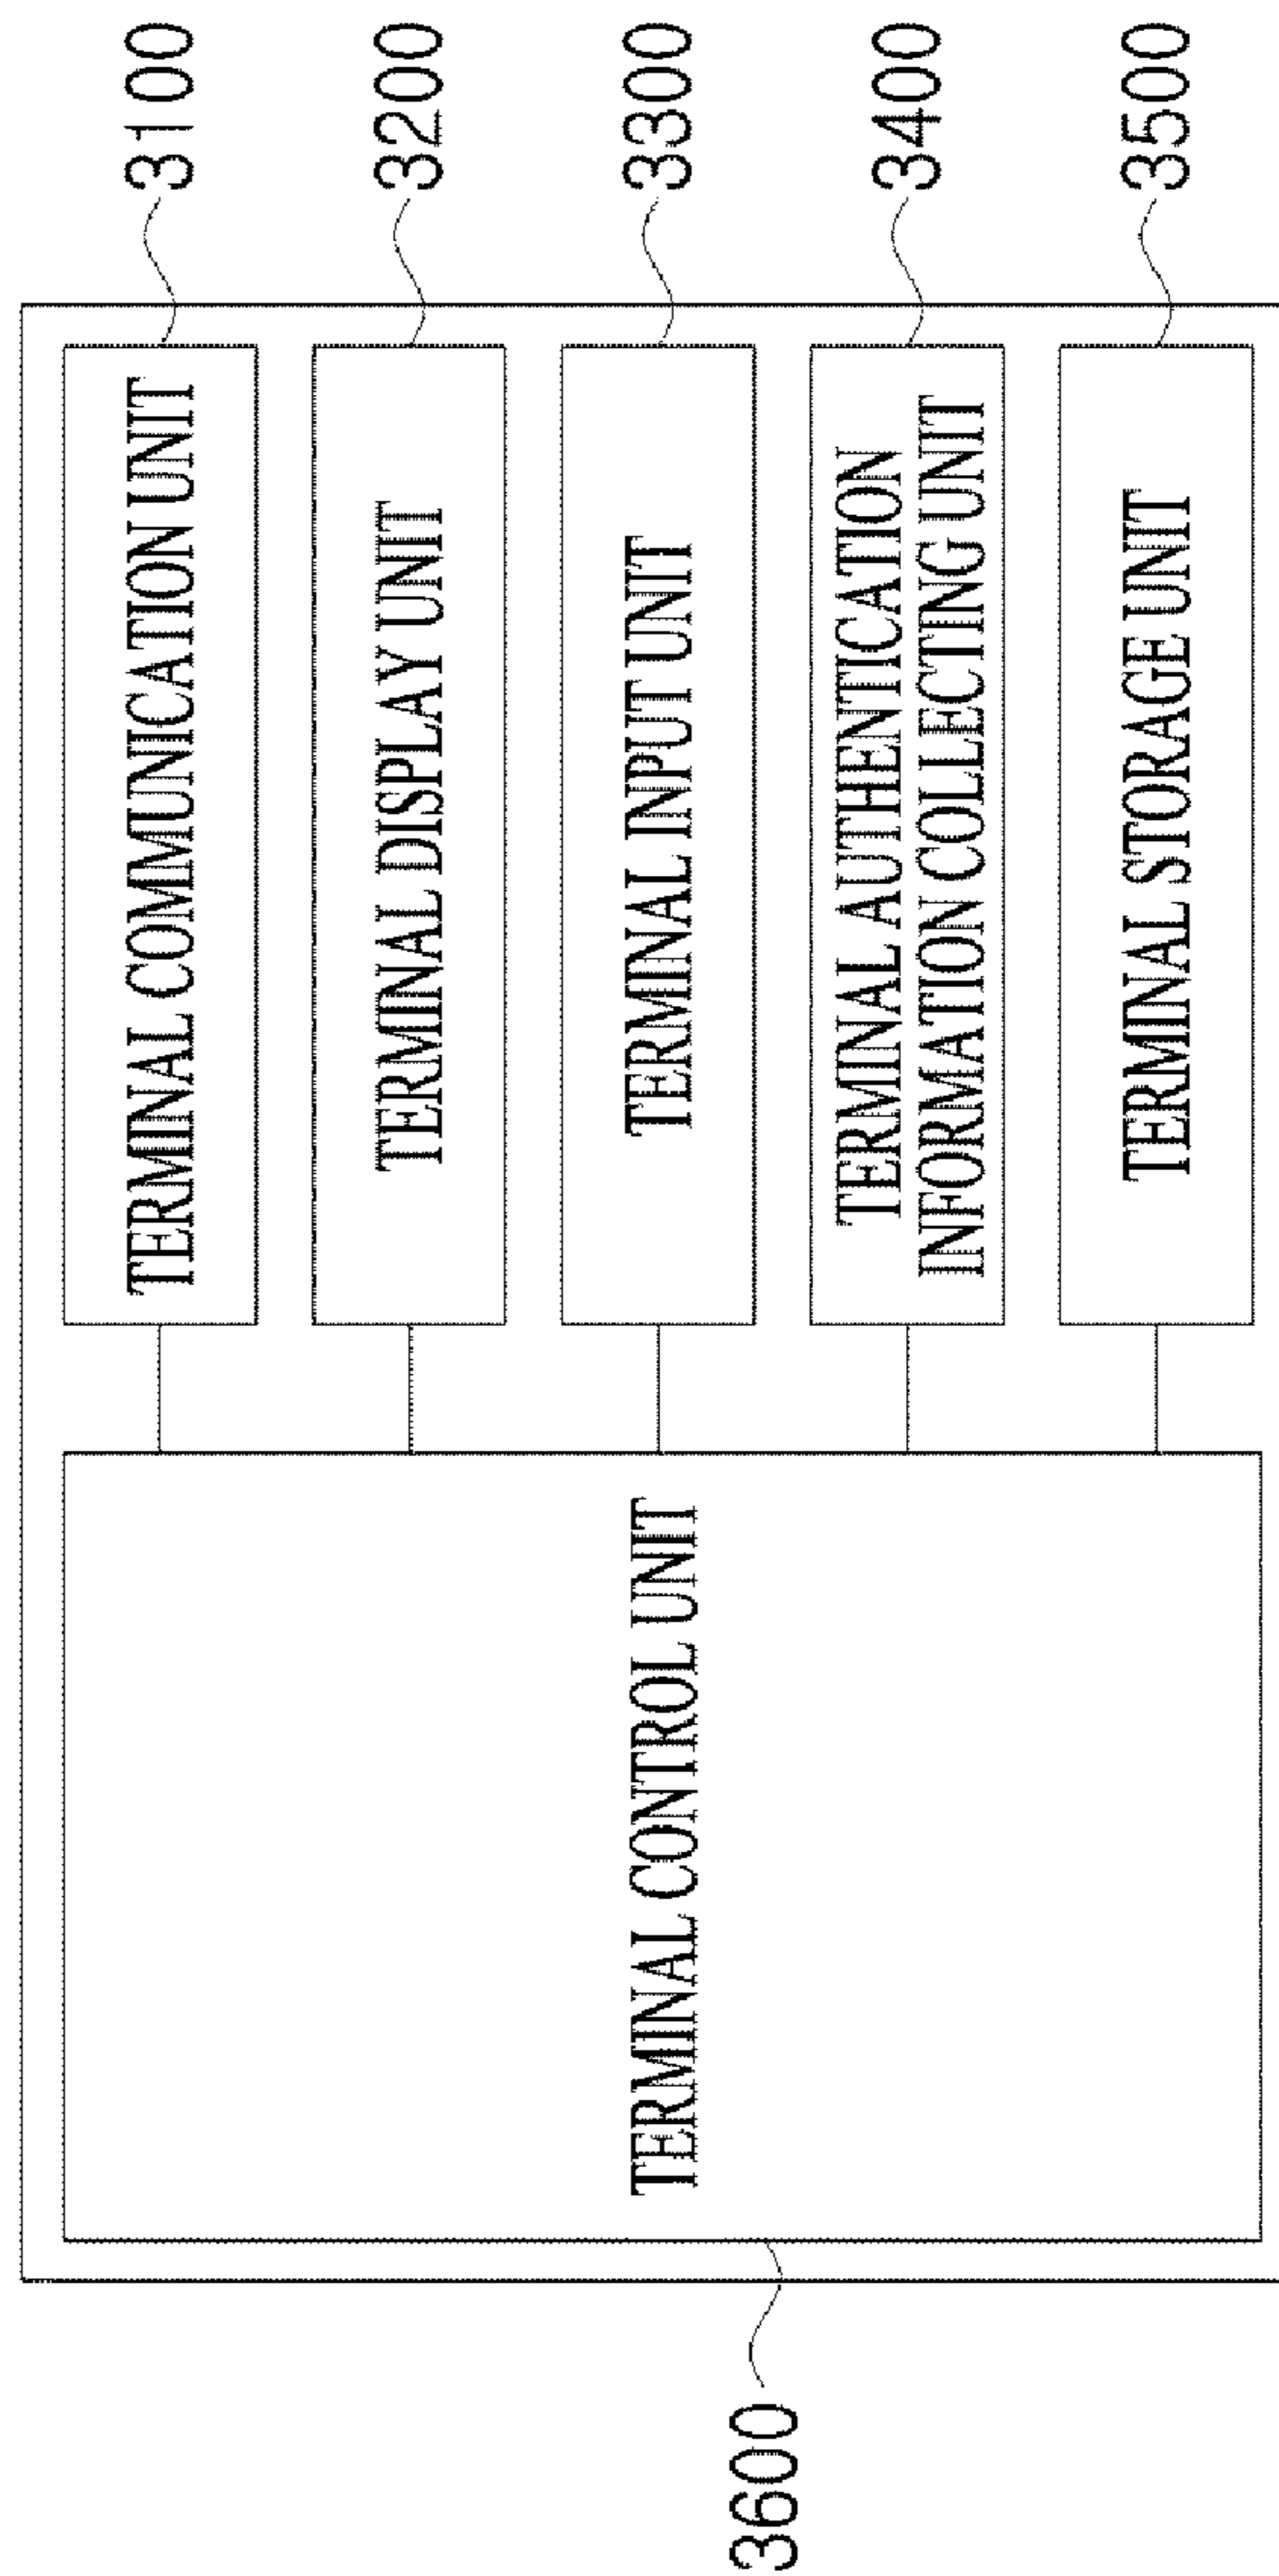 3600
TERMINAL CONTROL UNIT
TERMINAL COMMUNICATION UNIT
3100
TERMINAL DISPLAY UNIT
3200
TERMINAL INPUT UNIT
3300
TERMINAL AUTHENTICATION
INFORMATION COLLECTING UNIT
3400
TERMINAL STORAGE UNIT
3500